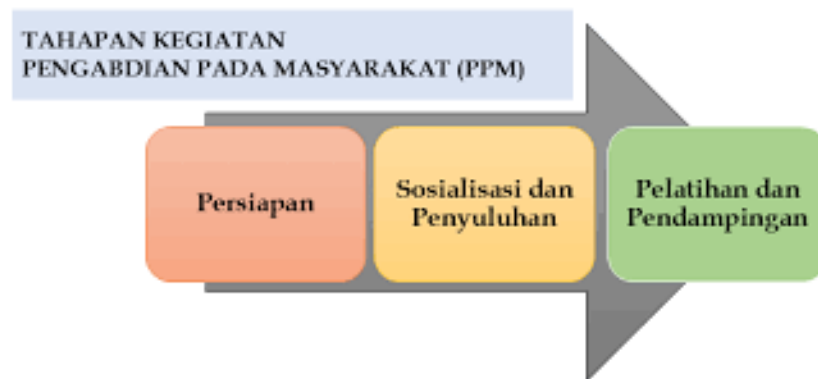 TAHAPAN KEGIATAN
PENGABDIAN PADA MASYARAKAT (PPM)
Persiapan
Sosialisasi dan
Penyuluhan
Pelatihan dan
Pendampingan